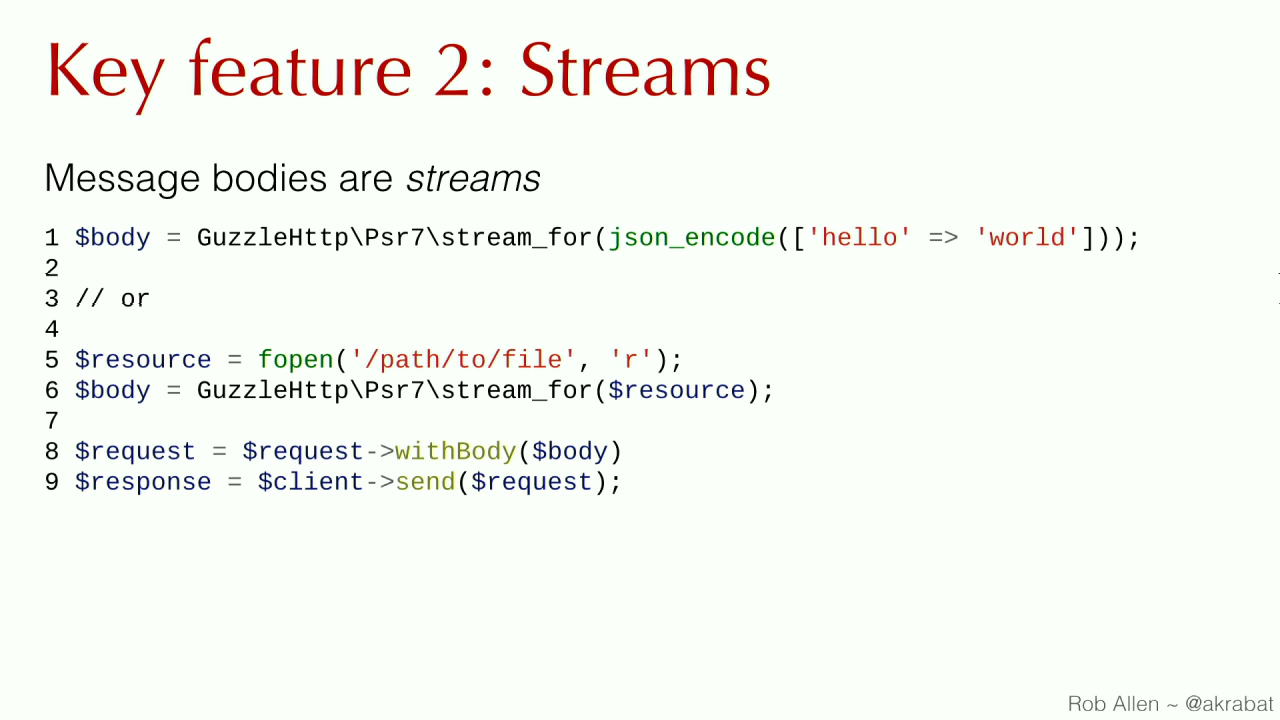 Key feature 2: Streams
Message bodies are streams
1 $body = GuzzleHttp\Psr7\stream_for(json_encode(['hello' => 'world']));
2
3 // or
4
5 $resource = fopen('/path/to/file', 'r');
6 $body = GuzzleHttp\Psr7\stream_for($resource);
7
8 $request = $request->withBody($body)
9 $response = $client->send($request);
Rob Allen ~ @akrabat